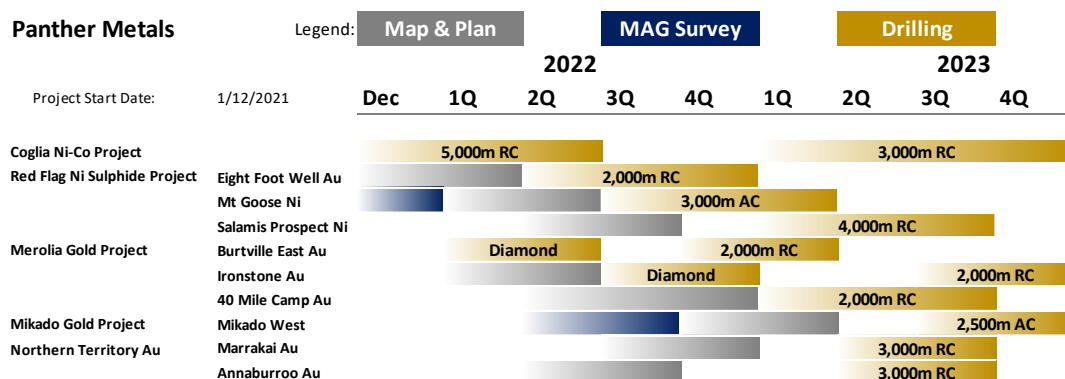 Panther Metals Legend: Map & Plan MAG Survey Drilling
2022 2023
Project Start Date: 1/12/2021 Dec 1Q 2Q 3Q 4Q 1Q 2Q 3Q 4Q
Coglia Ni-Co Project 5,000m RC 3,000m RC
Red Flag Ni Sulphide Project Eight Foot Well Au 2,000m RC
Mt Goose Ni 3,000m AC
Salamis Prospect Ni 4,000m RC
Merolia Gold Project Burtville East Au Diamond 2,000m RC
Ironstone Au Diamond 2,000m RC
40 Mile Camp Au 2,000m RC
Mikado Gold Project Mikado West 2,500m AC
Northern Territory Au Marrakai Au 3,000m RC
Annaburroo Au 3,000m RC